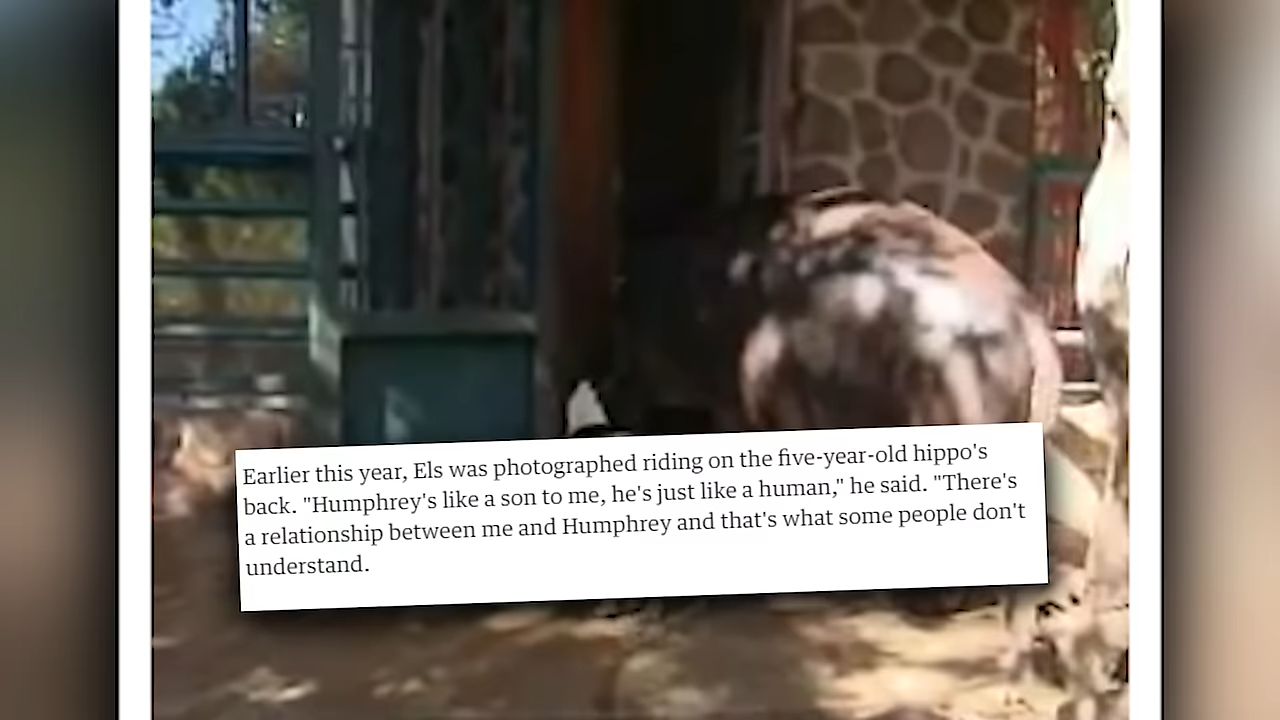 Earlier this year, Els was photographed riding on the five-year-old hippo's
back. "Humphrey's like a son to me, he's just like a human," he said. "There's
a relationship between me and Humphrey and that's what some people don't
understand.